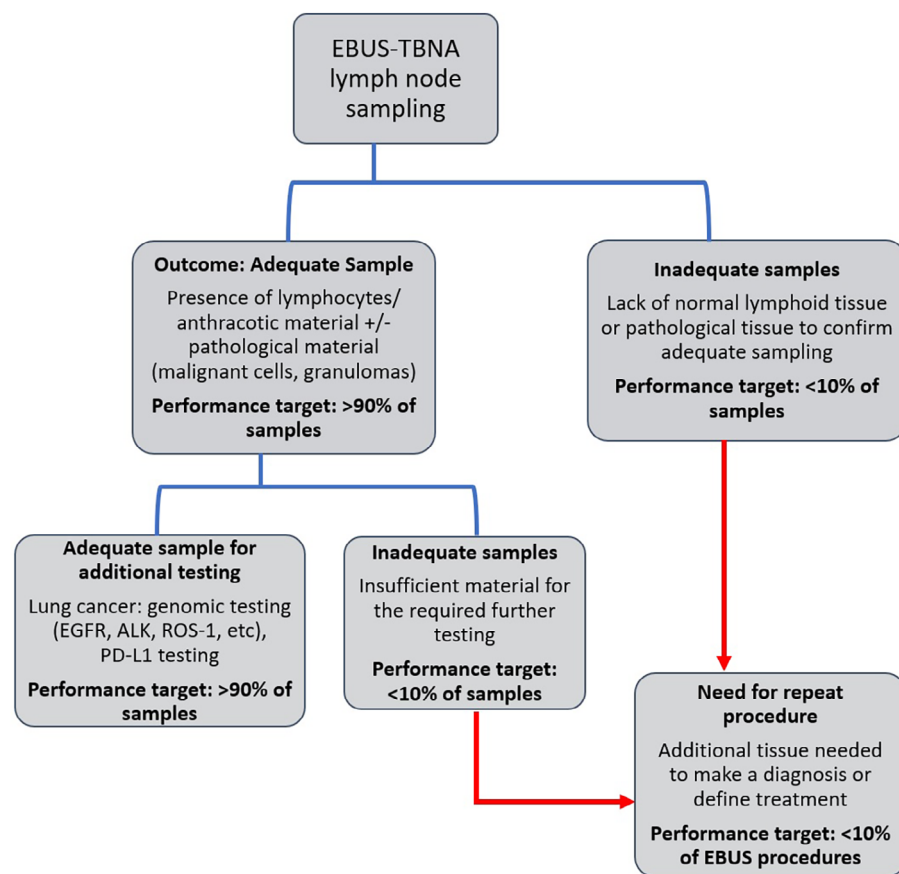 EBUS-TBNA
lymph node
sampling
Outcome: Adequate Sample
Presence of lymphocytes/
anthracotic material +/-
pathological material
(malignant cells, granulomas)
Performance target: >90% of
samples
Inadequate samples
Lack of normal lymphoid tissue
or pathological tissue to confirm
adequate sampling
Performance target: <10% of
samples
Adequate sample for
additional testing
Lung cancer: genomic testing
(EGFR, ALK, ROS-1, etc),
PD-L1 testing
Performance target: >90% of
samples
Inadequate samples
Insufficient material for
the required further
testing
Performance target:
<10% of samples
Need for repeat
procedure
Additional tissue needed
to make a diagnosis or
define treatment
Performance target: <10%
of EBUS procedures